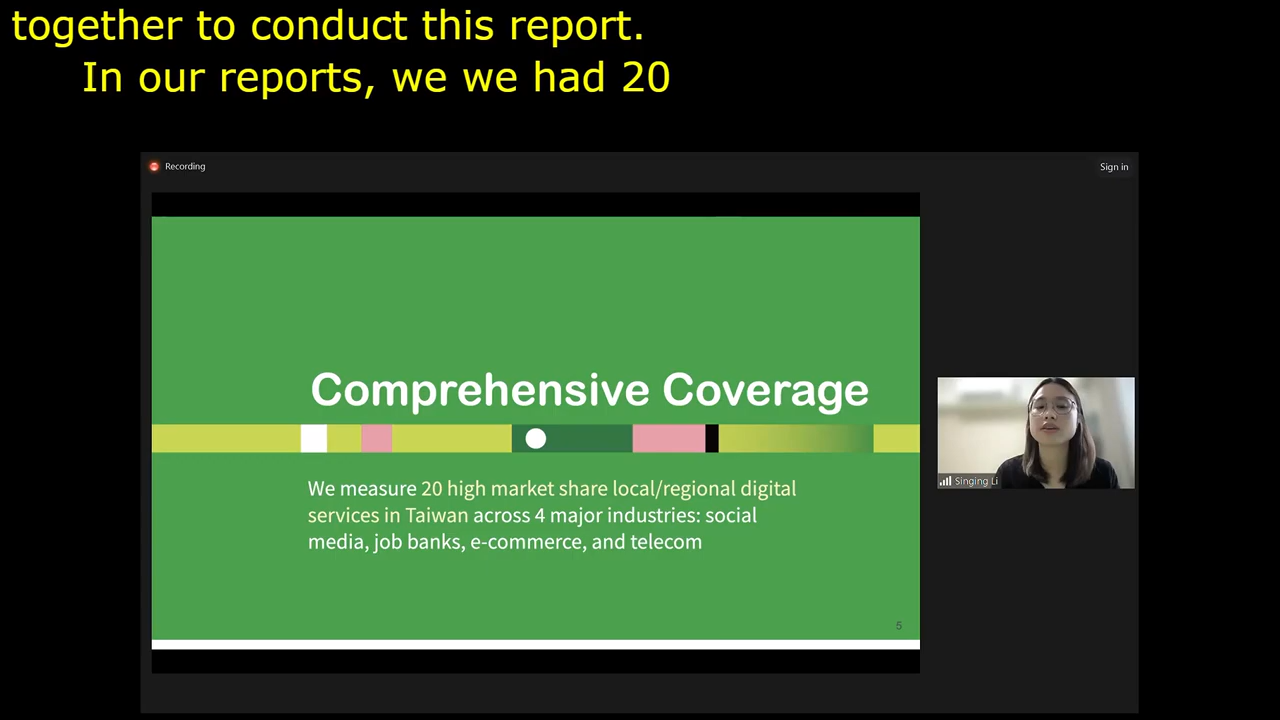 together to conduct this report.
In our reports, we we had 20
Recording
Sign in
Comprehensive Coverage
We measure 20 high market share local/regional digital
services in Taiwan across 4 major industries: social
media, job banks, e-commerce, and telecom
5
Singing Li